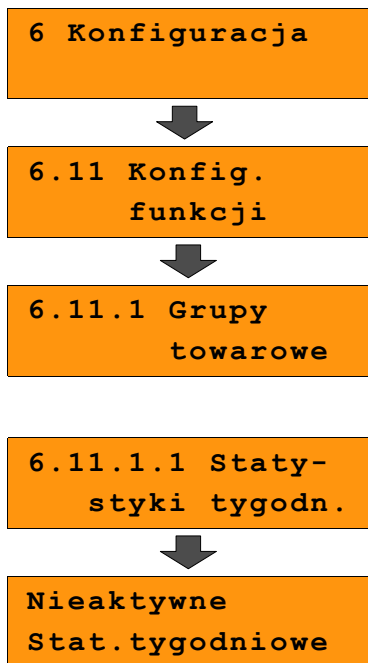 6 Konfiguracja
6.11 Konfig.
funkcji
6.11.1 Grupy
towarowe
6.11.1.1 Staty-
styki tygodn.
Nieaktywne
Stat.tygodniowe